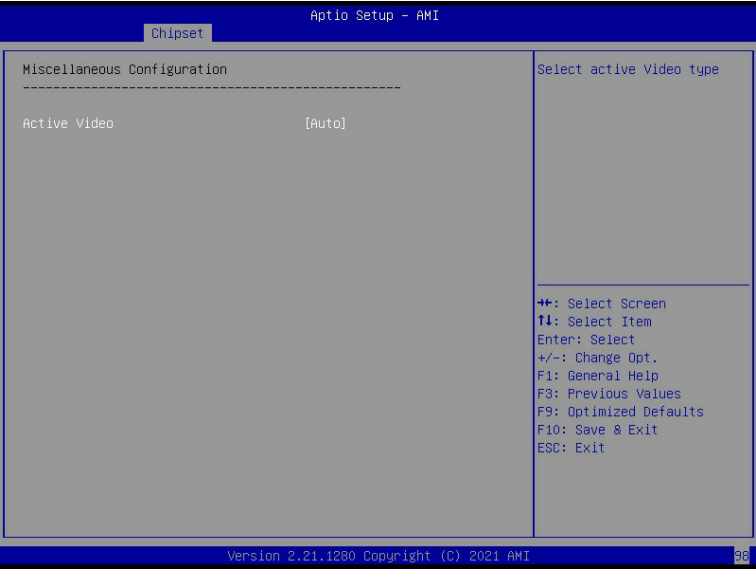 Aptio Setup – AMI
Chipset
Miscellaneous Configuration
--------------------------------------------------
Active Video [Auto]
Select active Video type
→←: Select Screen
↑↓: Select Item
Enter: Select
+/-: Change Opt.
F1: General Help
F3: Previous Values
F9: Optimized Defaults
F10: Save & Exit
ESC: Exit
Version 2.21.1280 Copyright (C) 2021 AMI
98